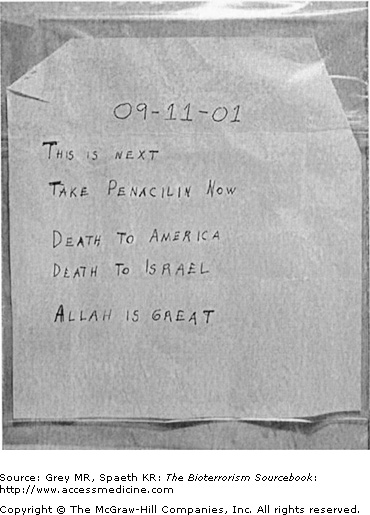 09-11-01
THIS IS NEXT
TAKE PENACILIN NOW
DEATH TO AMERICA
DEATH TO ISRAEL
ALLAH IS GREAT
Source: Grey MR, Spaeth KR: The Bioterrorism Sourcebook:
http://www.accessmedicine.com
Copyright © The McGraw-Hill Companies, Inc. All rights reserved.